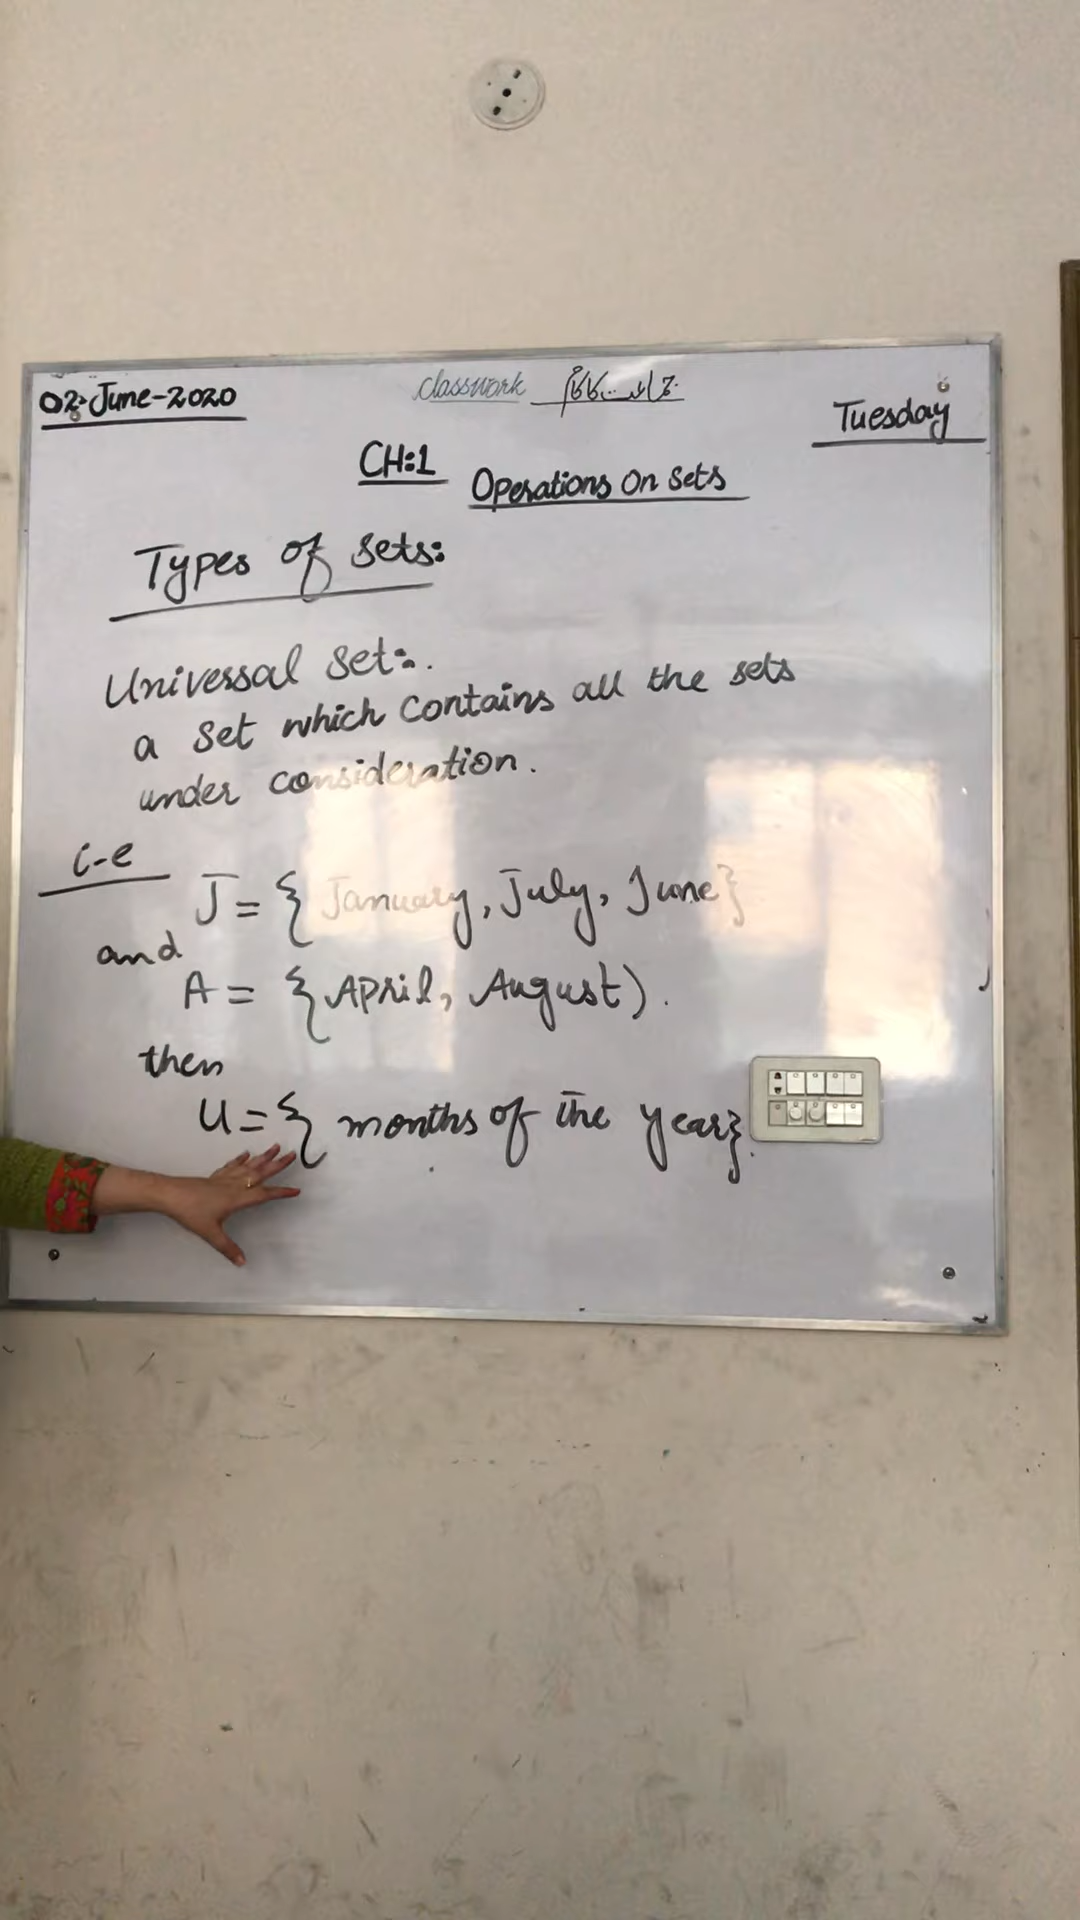 02-June-2020
classwork
Tuesday
CH:1 Operations On Sets
Types of Sets:
Universal Set:.
a Set which Contains all the sets
under consideration.
i-e
J = { January, July, June}
and
A = { April, August).
then
U = { months of the year}.